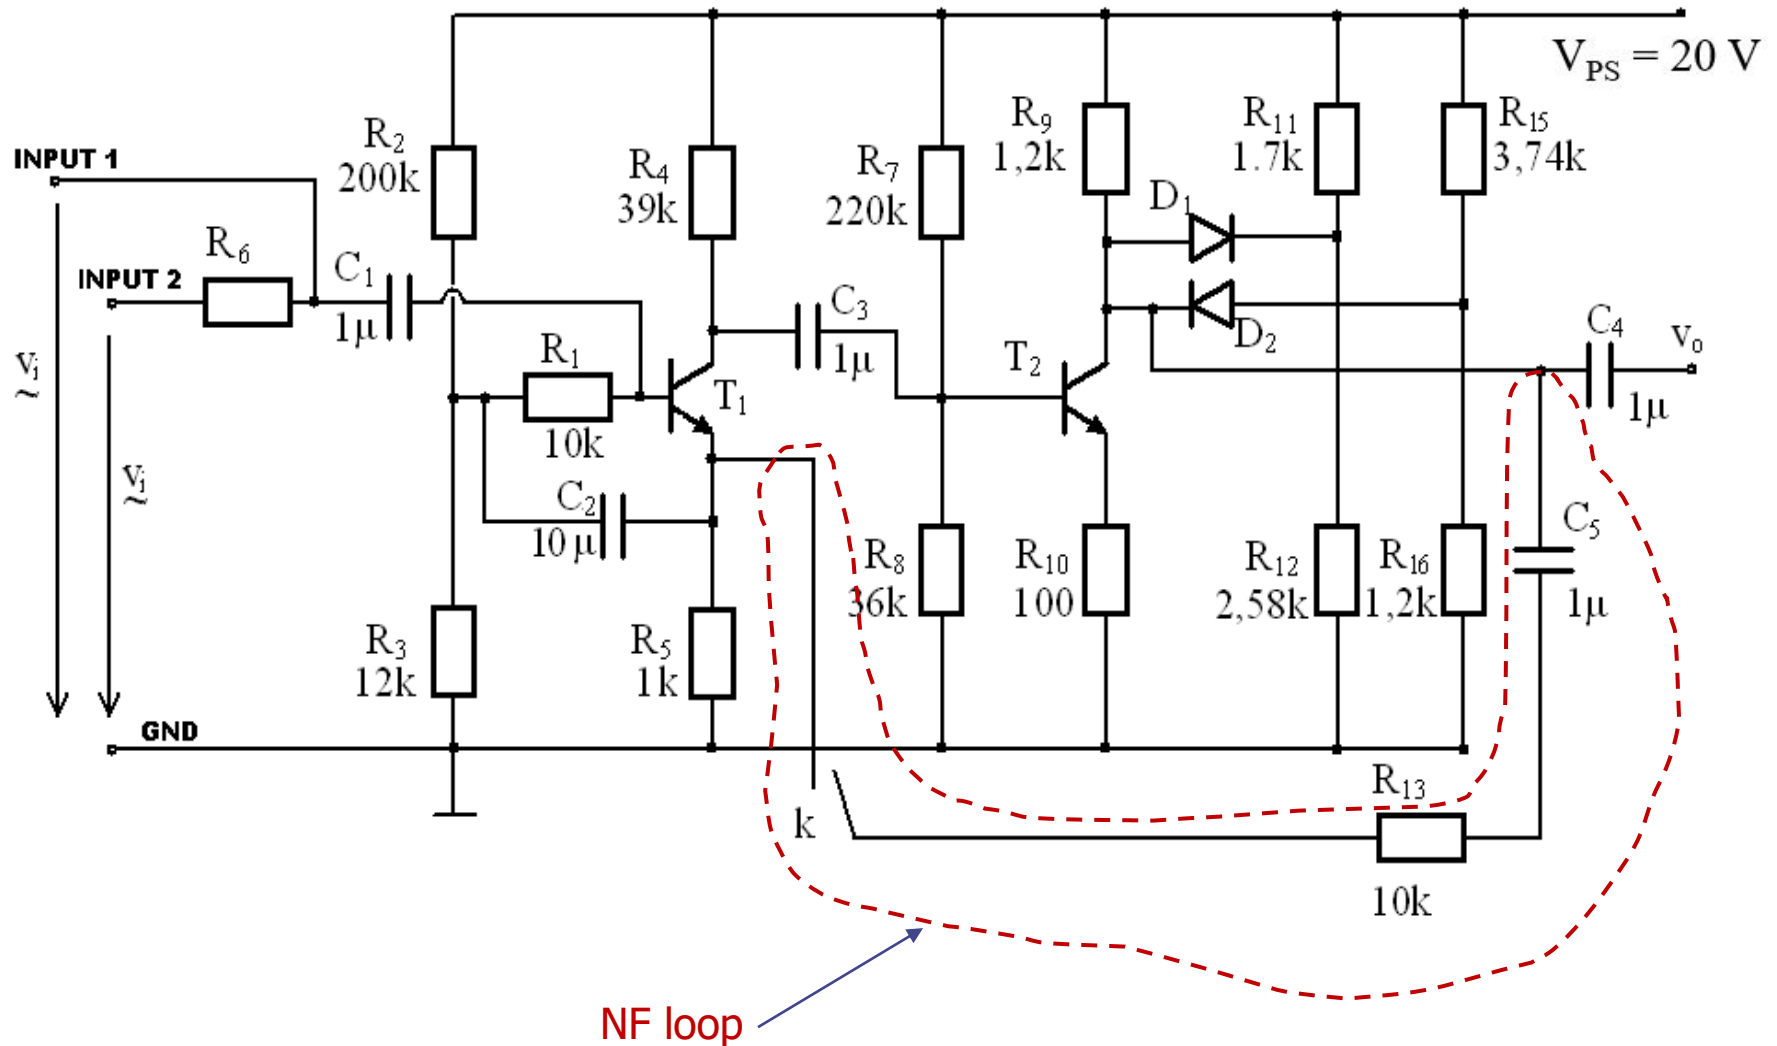 V_PS = 20 V
R9
1,2k
R11
1.7k
R15
3,74k
R2
200k
R4
39k
R7
220k
INPUT 1
D1
R6
INPUT 2
C1
1μ
C3
1μ
D2
C4
1μ
vo
vi
~
R1
10k
T1
T2
vi
~
C2
10 μ
R8
36k
R10
100
R12
2,58k
R16
1,2k
C5
1μ
R3
12k
R5
1k
GND
R13
10k
k
NF loop